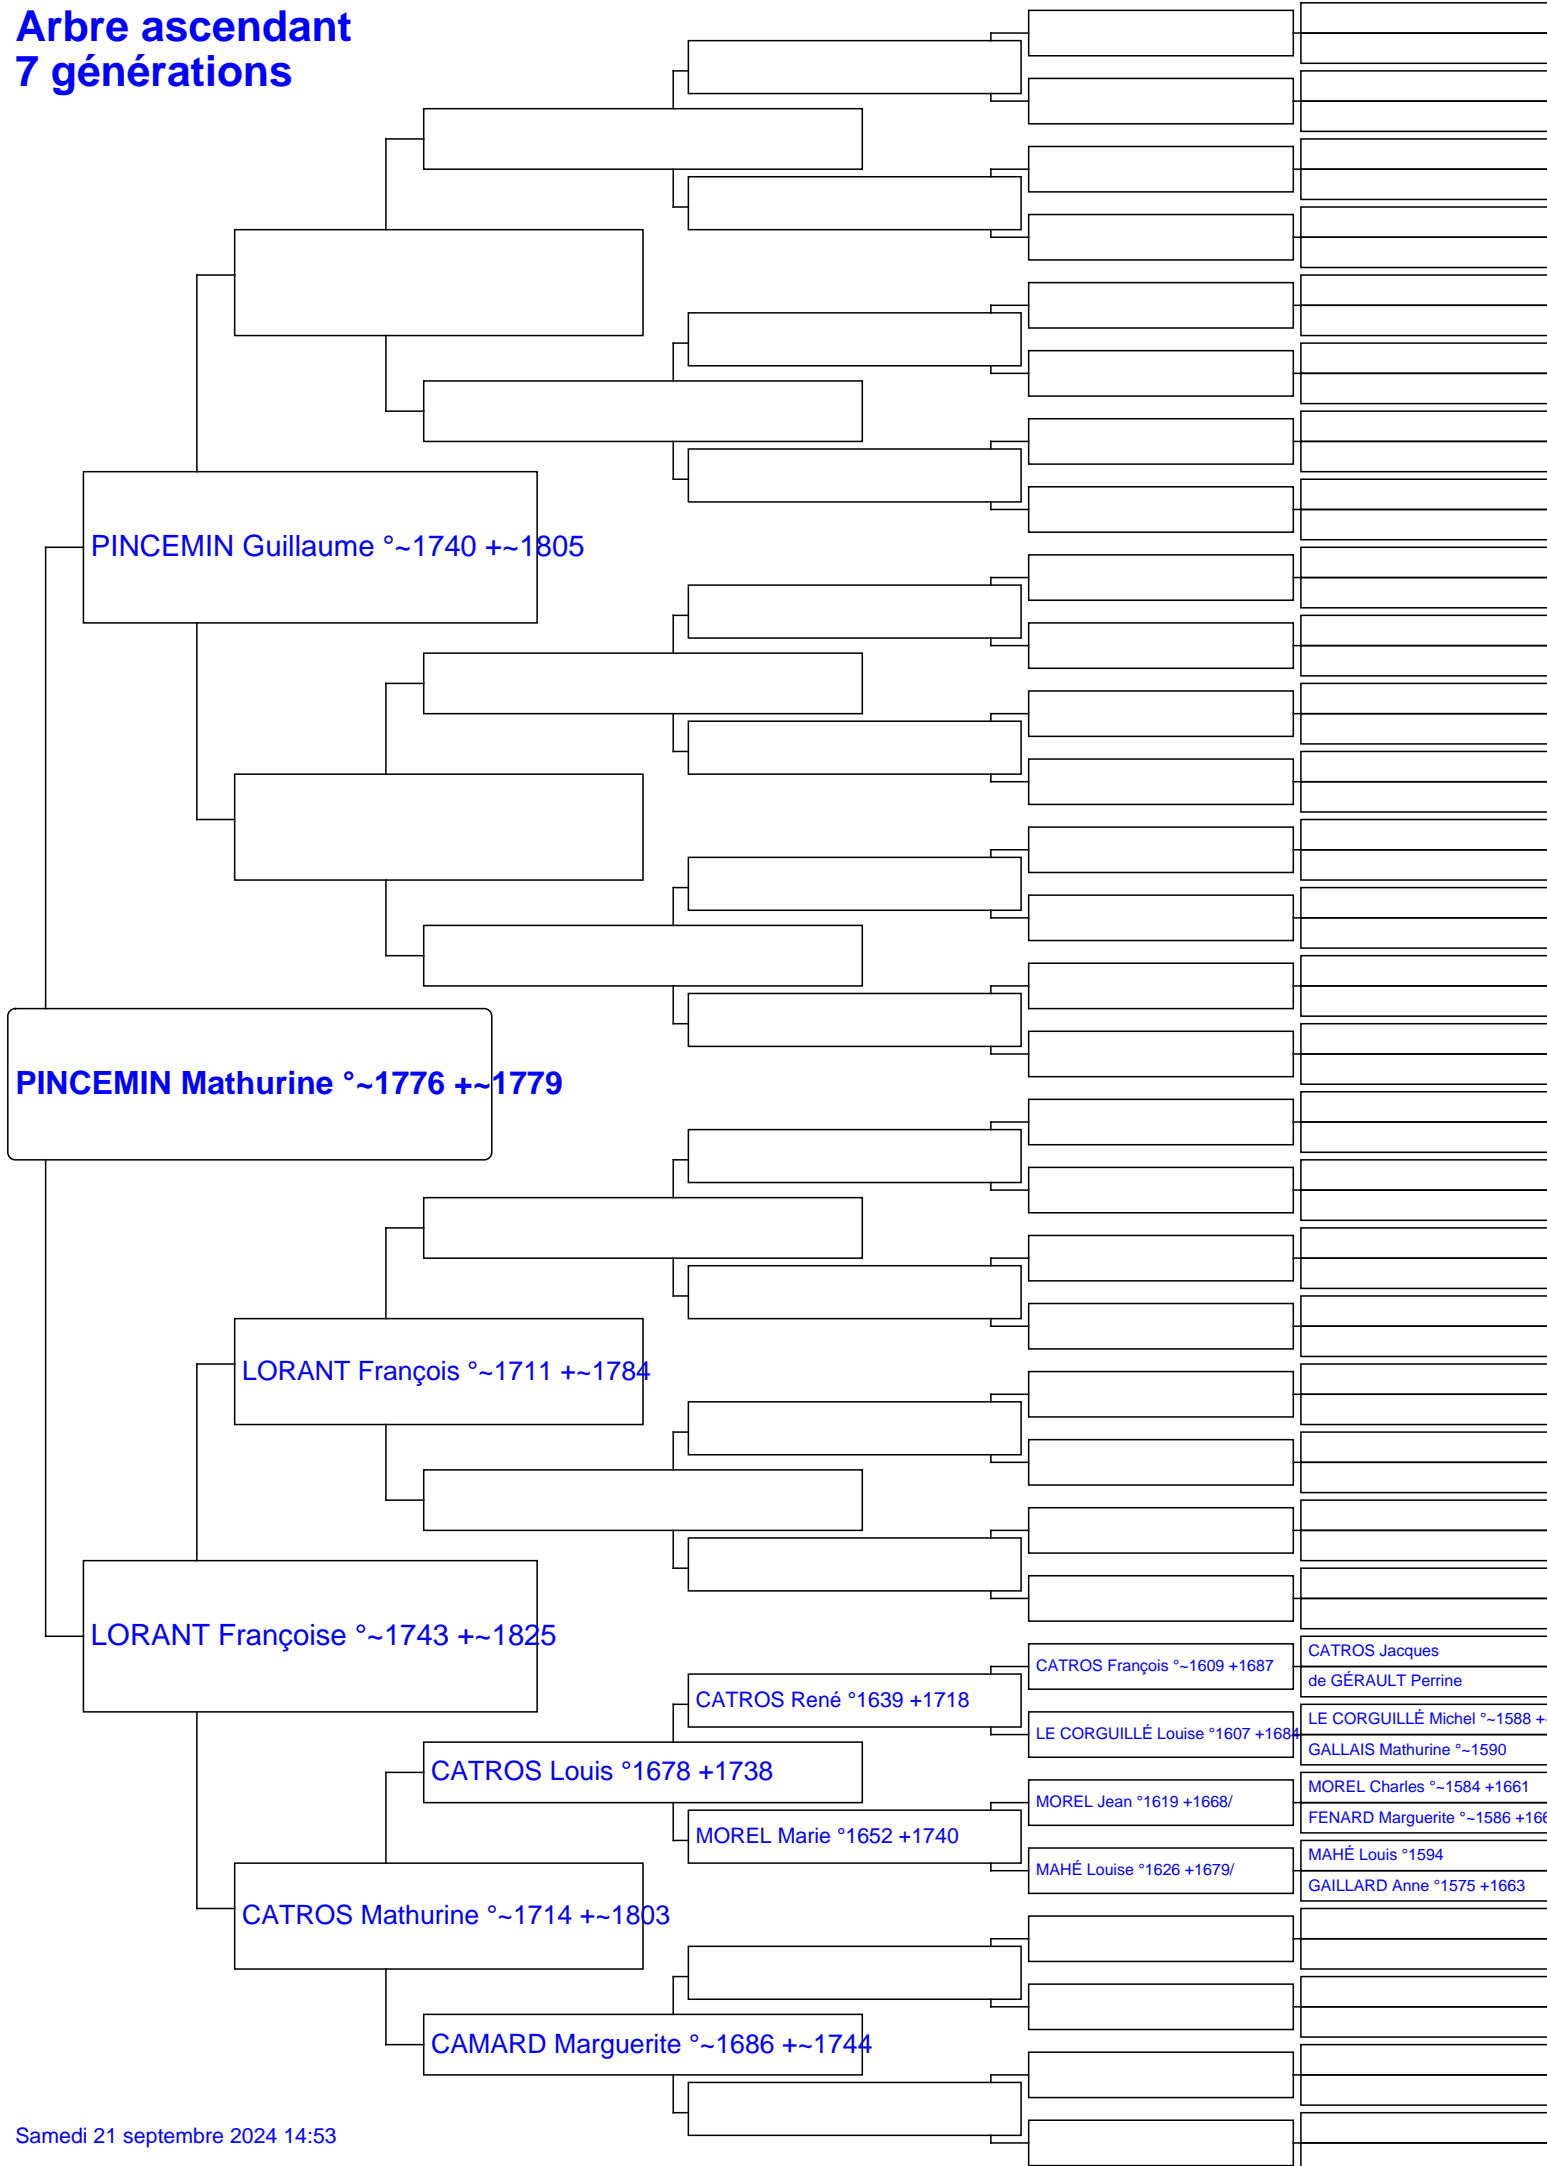 Arbre ascendant
7 générations
PINCEMIN Guillaume °~1740 +~1805
PINCEMIN Mathurine °~1776 +~1779
LORANT François °~1711 +~1784
LORANT Françoise °~1743 +~1825
CATROS Jacques
CATROS François °~1609 +1687
de GÉRAULT Perrine
CATROS René °1639 +1718
LE CORGUILLÉ Michel °~1588 +
LE CORGUILLÉ Louise °1607 +1684
GALLAIS Mathurine °~1590
CATROS Louis °1678 +1738
MOREL Charles °~1584 +1661
MOREL Jean °1619 +1668/
FENARD Marguerite °~1586 +166
MOREL Marie °1652 +1740
MAHÉ Louis °1594
MAHÉ Louise °1626 +1679/
GAILLARD Anne °1575 +1663
CATROS Mathurine °~1714 +~1803
CAMARD Marguerite °~1686 +~1744
Samedi 21 septembre 2024 14:53